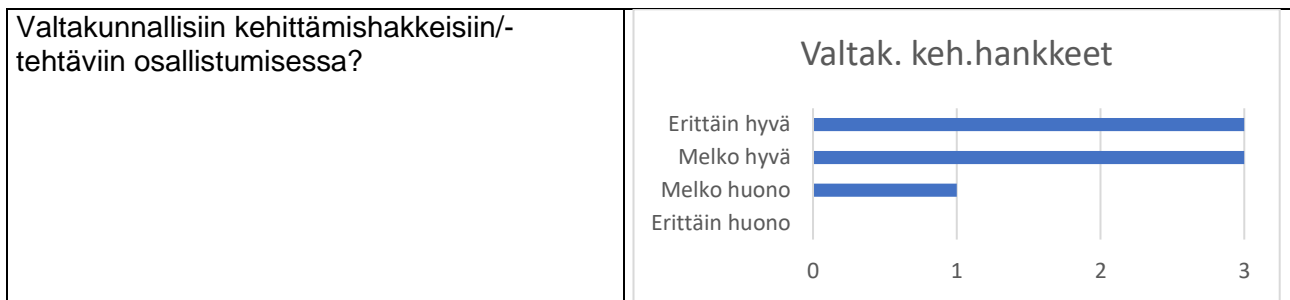 Valtakunnallisiin kehittämishakkeisiin/-
tehtäviin osallistumisessa?
Valtak. keh.hankkeet
Erittäin hyvä
Melko hyvä
Melko huono
Erittäin huono
0 1 2 3